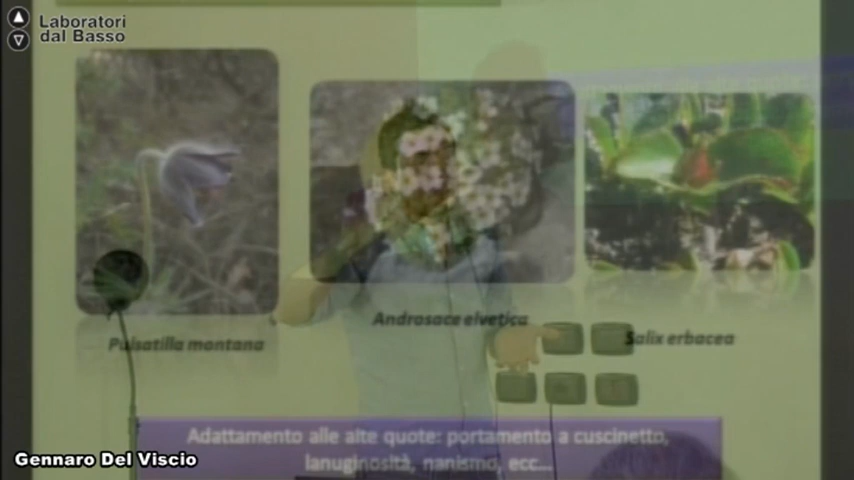 Laboratori
dal Basso
Pulsatilla montana
Androsace elvetica
Salix erbacea
Adattamento alle alte quote: portamento a cuscinetto,
lanuginosità, nanismo, ecc...
Gennaro Del Viscio